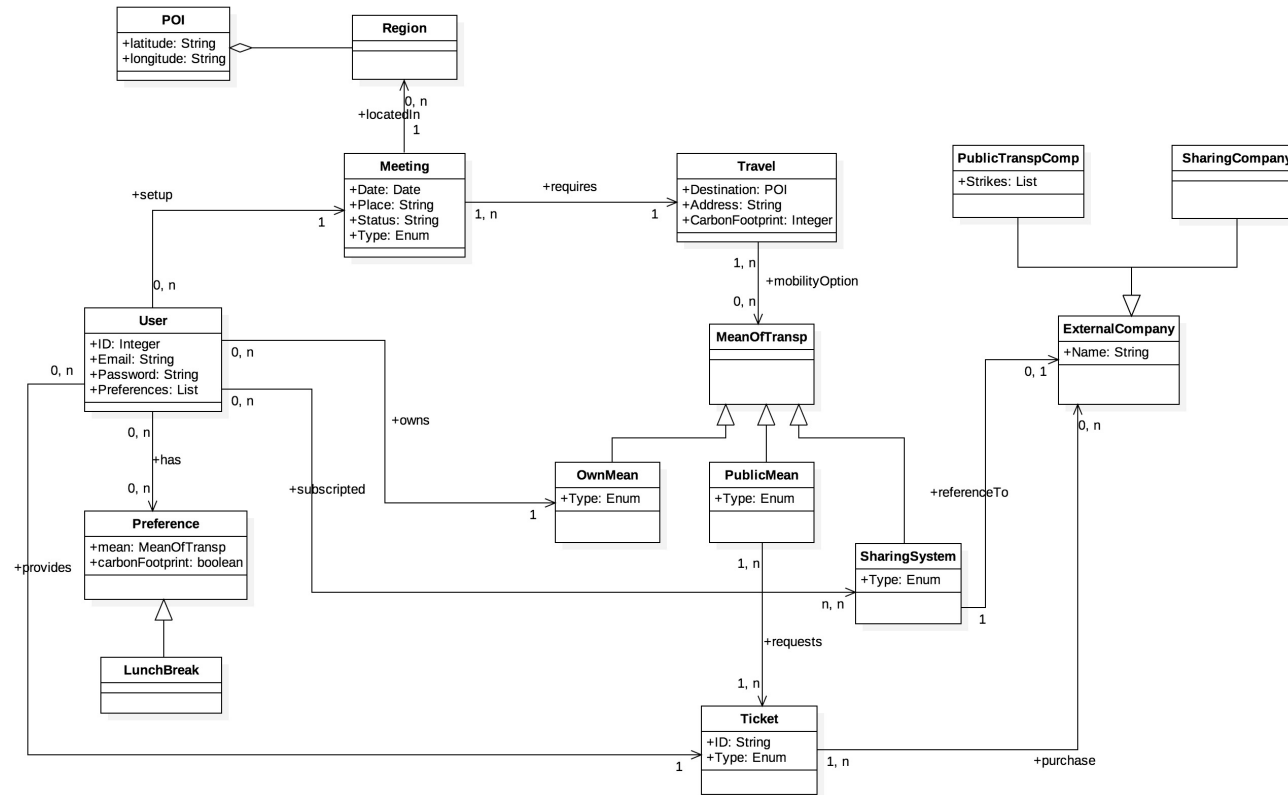 POI
+latitude: String
+longitude: String
Region
0, n
+locatedIn
1
Meeting
+Date: Date
+Place: String
+Status: String
+Type: Enum
+setup
1
0, n
+requires
1, n
1
Travel
+Destination: POI
+Address: String
+CarbonFootprint: Integer
PublicTranspComp
+Strikes: List
SharingCompany
1, n
+mobilityOption
0, n
User
+ID: Integer
+Email: String
+Password: String
+Preferences: List
0, n
0, n
0, n
MeanOfTransp
ExternalCompany
+Name: String
0, 1
0, n
+owns
0, n
+has
0, n
+subscripted
OwnMean
+Type: Enum
1
PublicMean
+Type: Enum
+referenceTo
Preference
+mean: MeanOfTransp
+carbonFootprint: boolean
+provides
SharingSystem
+Type: Enum
n, n
1
1, n
+requests
1, n
LunchBreak
Ticket
+ID: String
+Type: Enum
1
1, n
+purchase